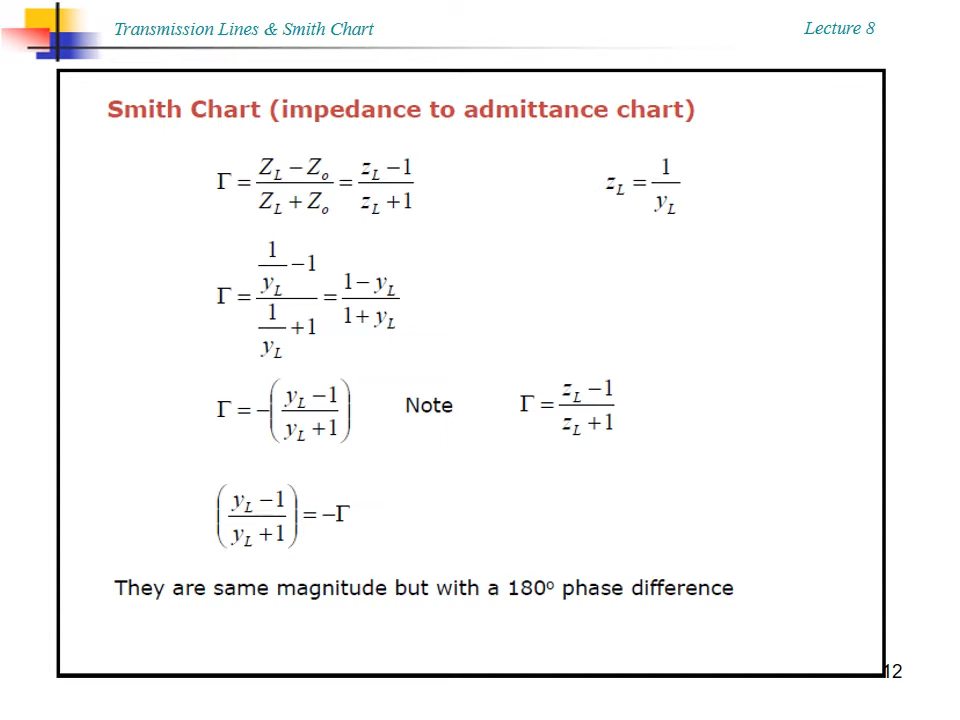 Transmission Lines & Smith Chart Lecture 8
Smith Chart (impedance to admittance chart)
Γ = (Z_L − Z_o)/(Z_L + Z_o) = (z_L − 1)/(z_L + 1) z_L = 1/y_L
Γ = (1/y_L − 1)/(1/y_L + 1) = (1 − y_L)/(1 + y_L)
Γ = −((y_L − 1)/(y_L + 1)) Note Γ = (z_L − 1)/(z_L + 1)
((y_L − 1)/(y_L + 1)) = −Γ
They are same magnitude but with a 180º phase difference
12